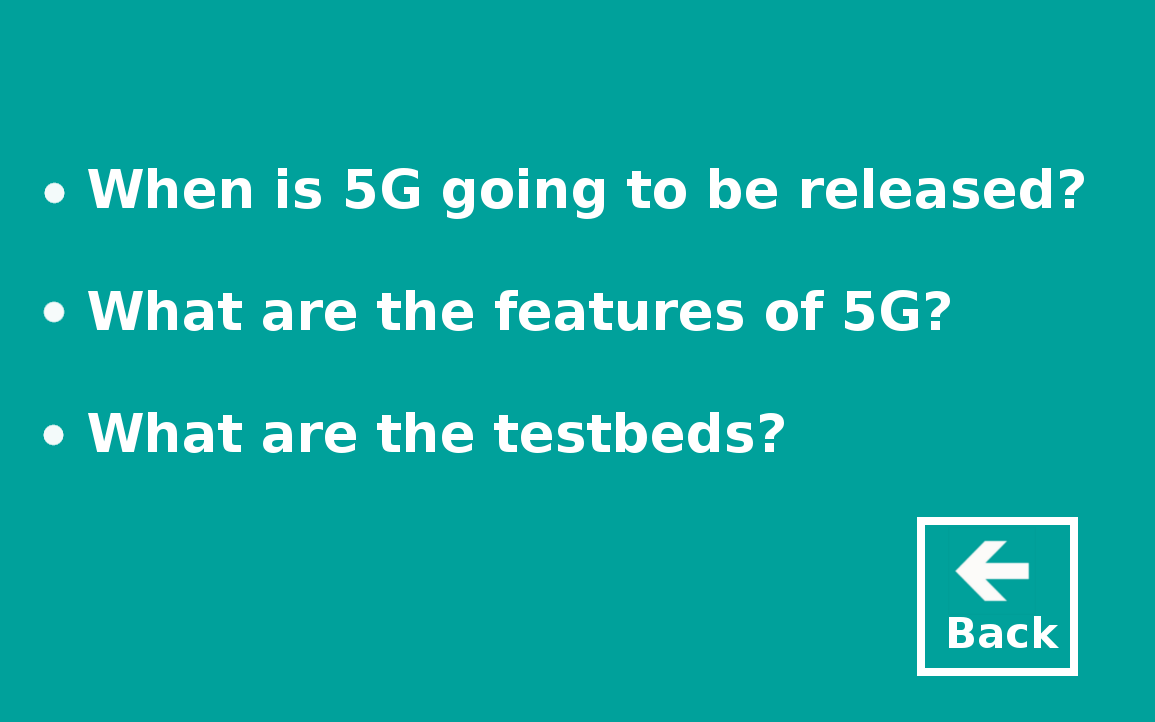 • When is 5G going to be released?
• What are the features of 5G?
• What are the testbeds?
Back